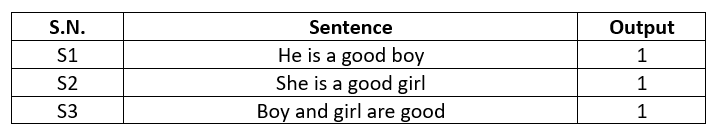 S.N. Sentence Output
S1 He is a good boy 1
S2 She is a good girl 1
S3 Boy and girl are good 1